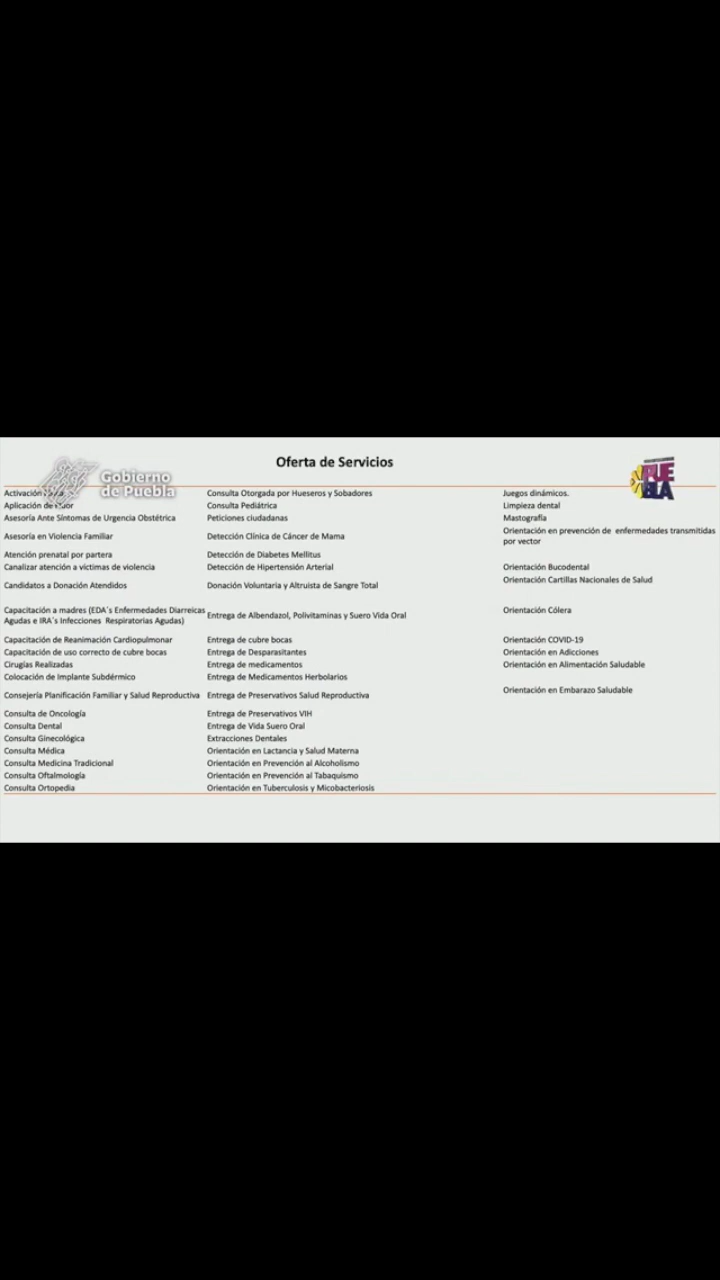 Oferta de Servicios
Gobierno
de Puebla
PUE
BLA
Activación
Aplicación de
Asesoría Ante Síntomas de Urgencia Obstétrica
Asesoría en Violencia Familiar
Atención prenatal por partera
Canalizar atención a victimas de violencia
Candidatos a Donación Atendidos
Capacitación a madres (EDA´s Enfermedades Diarreicas
Agudas e IRA´s Infecciones Respiratorias Agudas)
Capacitación de Reanimación Cardiopulmonar
Capacitación de uso correcto de cubre bocas
Cirugías Realizadas
Colocación de Implante Subdérmico
Consejería Planificación Familiar y Salud Reproductiva
Consulta de Oncología
Consulta Dental
Consulta Ginecológica
Consulta Médica
Consulta Medicina Tradicional
Consulta Oftalmología
Consulta Ortopedia
Consulta Otorgada por Hueseros y Sobadores
Consulta Pediátrica
Peticiones ciudadanas
Detección Clínica de Cáncer de Mama
Detección de Diabetes Mellitus
Detección de Hipertensión Arterial
Donación Voluntaria y Altruista de Sangre Total
Entrega de Albendazol, Polivitaminas y Suero Vida Oral
Entrega de cubre bocas
Entrega de Desparasitantes
Entrega de medicamentos
Entrega de Medicamentos Herbolarios
Entrega de Preservativos Salud Reproductiva
Entrega de Preservativos VIH
Entrega de Vida Suero Oral
Extracciones Dentales
Orientación en Lactancia y Salud Materna
Orientación en Prevención al Alcoholismo
Orientación en Prevención al Tabaquismo
Orientación en Tuberculosis y Micobacteriosis
Juegos dinámicos.
Limpieza dental
Mastografía
Orientación en prevención de enfermedades transmitidas
por vector
Orientación Bucodental
Orientación Cartillas Nacionales de Salud
Orientación Cólera
Orientación COVID-19
Orientación en Adicciones
Orientación en Alimentación Saludable
Orientación en Embarazo Saludable